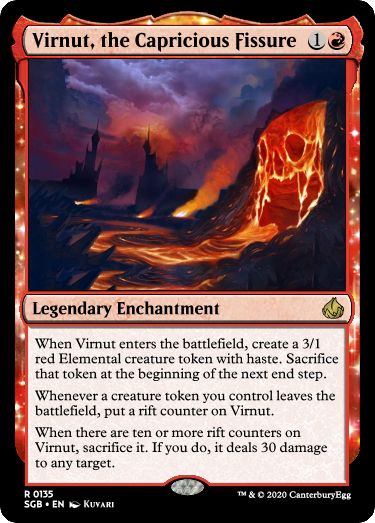 Virnut, the Capricious Fissure 1
Legendary Enchantment
When Virnut enters the battlefield, create a 3/1
red Elemental creature token with haste. Sacrifice
that token at the beginning of the next end step.
Whenever a creature token you control leaves the
battlefield, put a rift counter on Virnut.
When there are ten or more rift counters on
Virnut, sacrifice it. If you do, it deals 30 damage
to any target.
R 0135
SGB • EN Kuvari
™ & © 2020 CanterburyEgg